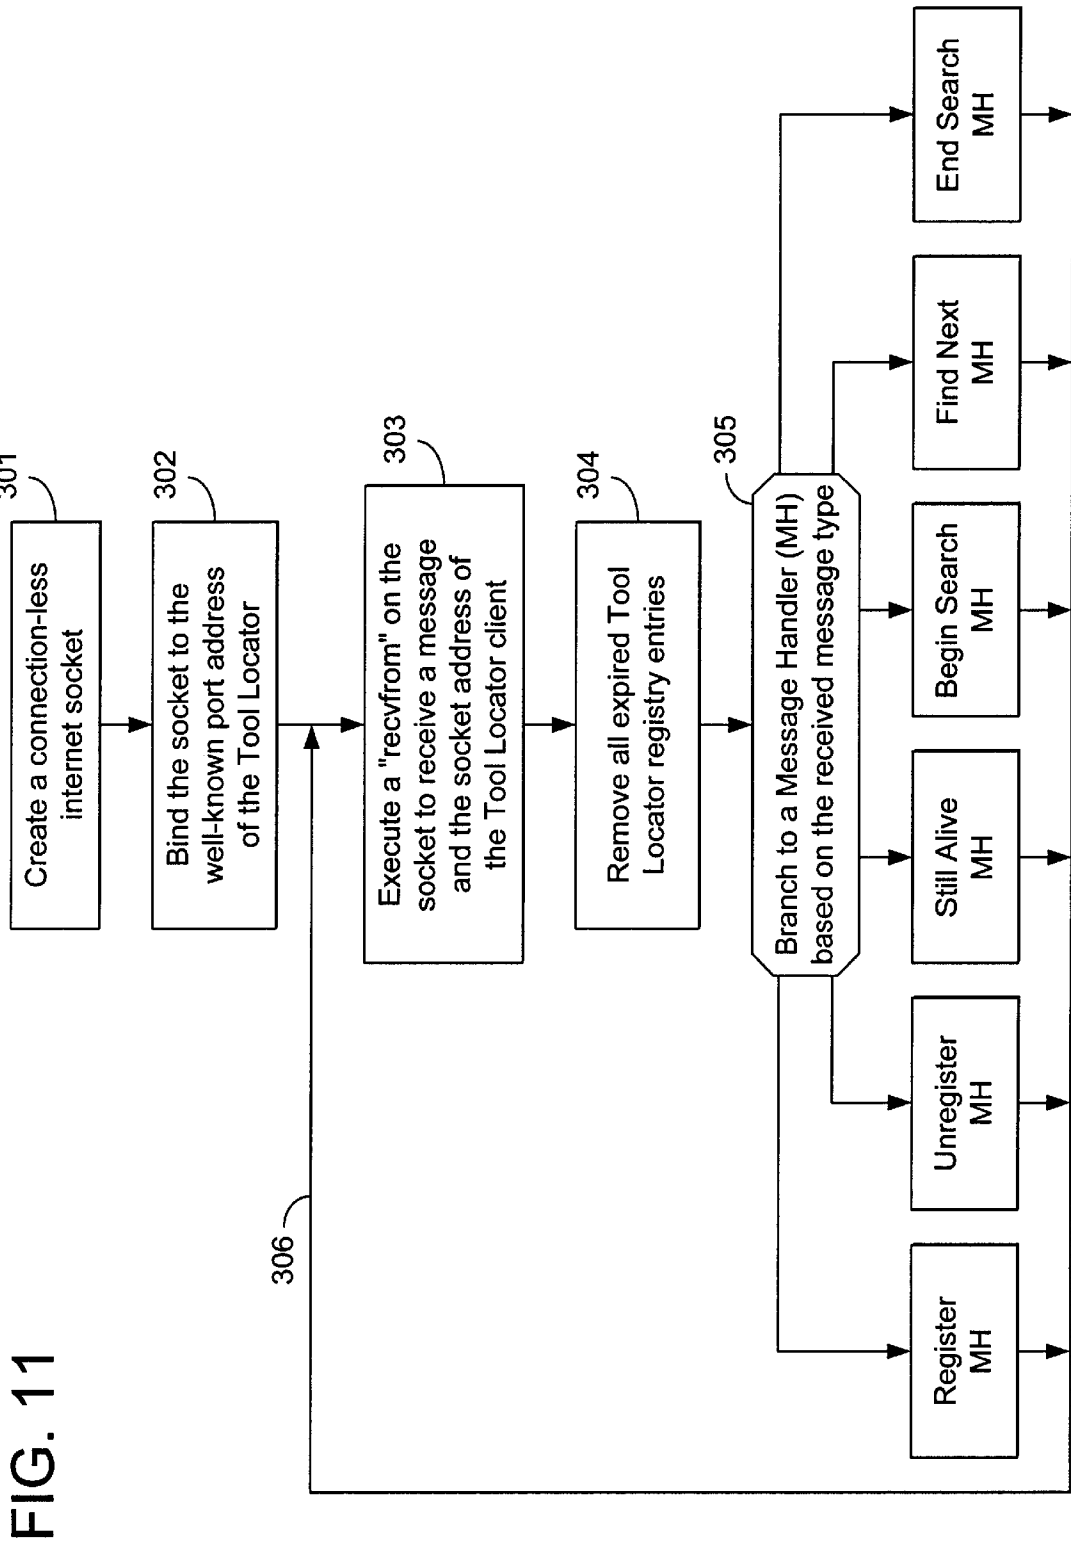 FIG. 11
301
Create a connection-less
internet socket
302
Bind the socket to the
well-known port address
of the Tool Locator
306
303
Execute a "recvfrom" on the
socket to receive a message
and the socket address of
the Tool Locator client
304
Remove all expired Tool
Locator registry entries
305
Branch to a Message Handler (MH)
based on the received message type
Register
MH
Unregister
MH
Still Alive
MH
Begin Search
MH
Find Next
MH
End Search
MH